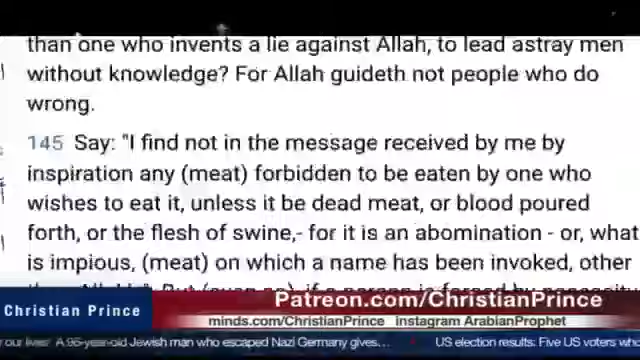 than one who invents a lie against Allah, to lead astray men
without knowledge? For Allah guideth not people who do
wrong.
145 Say: "I find not in the message received by me by
inspiration any (meat) forbidden to be eaten by one who
wishes to eat it, unless it be dead meat, or blood poured
forth, or the flesh of swine,- for it is an abomination - or, what
is impious, (meat) on which a name has been invoked, other
Christian Prince
Patreon.com/ChristianPrince
minds.com/ChristianPrince instagram ArabianProphet
our lives' A 95-year-old Jewish man who escaped Nazi Germany gives... US election results: Five US voters who